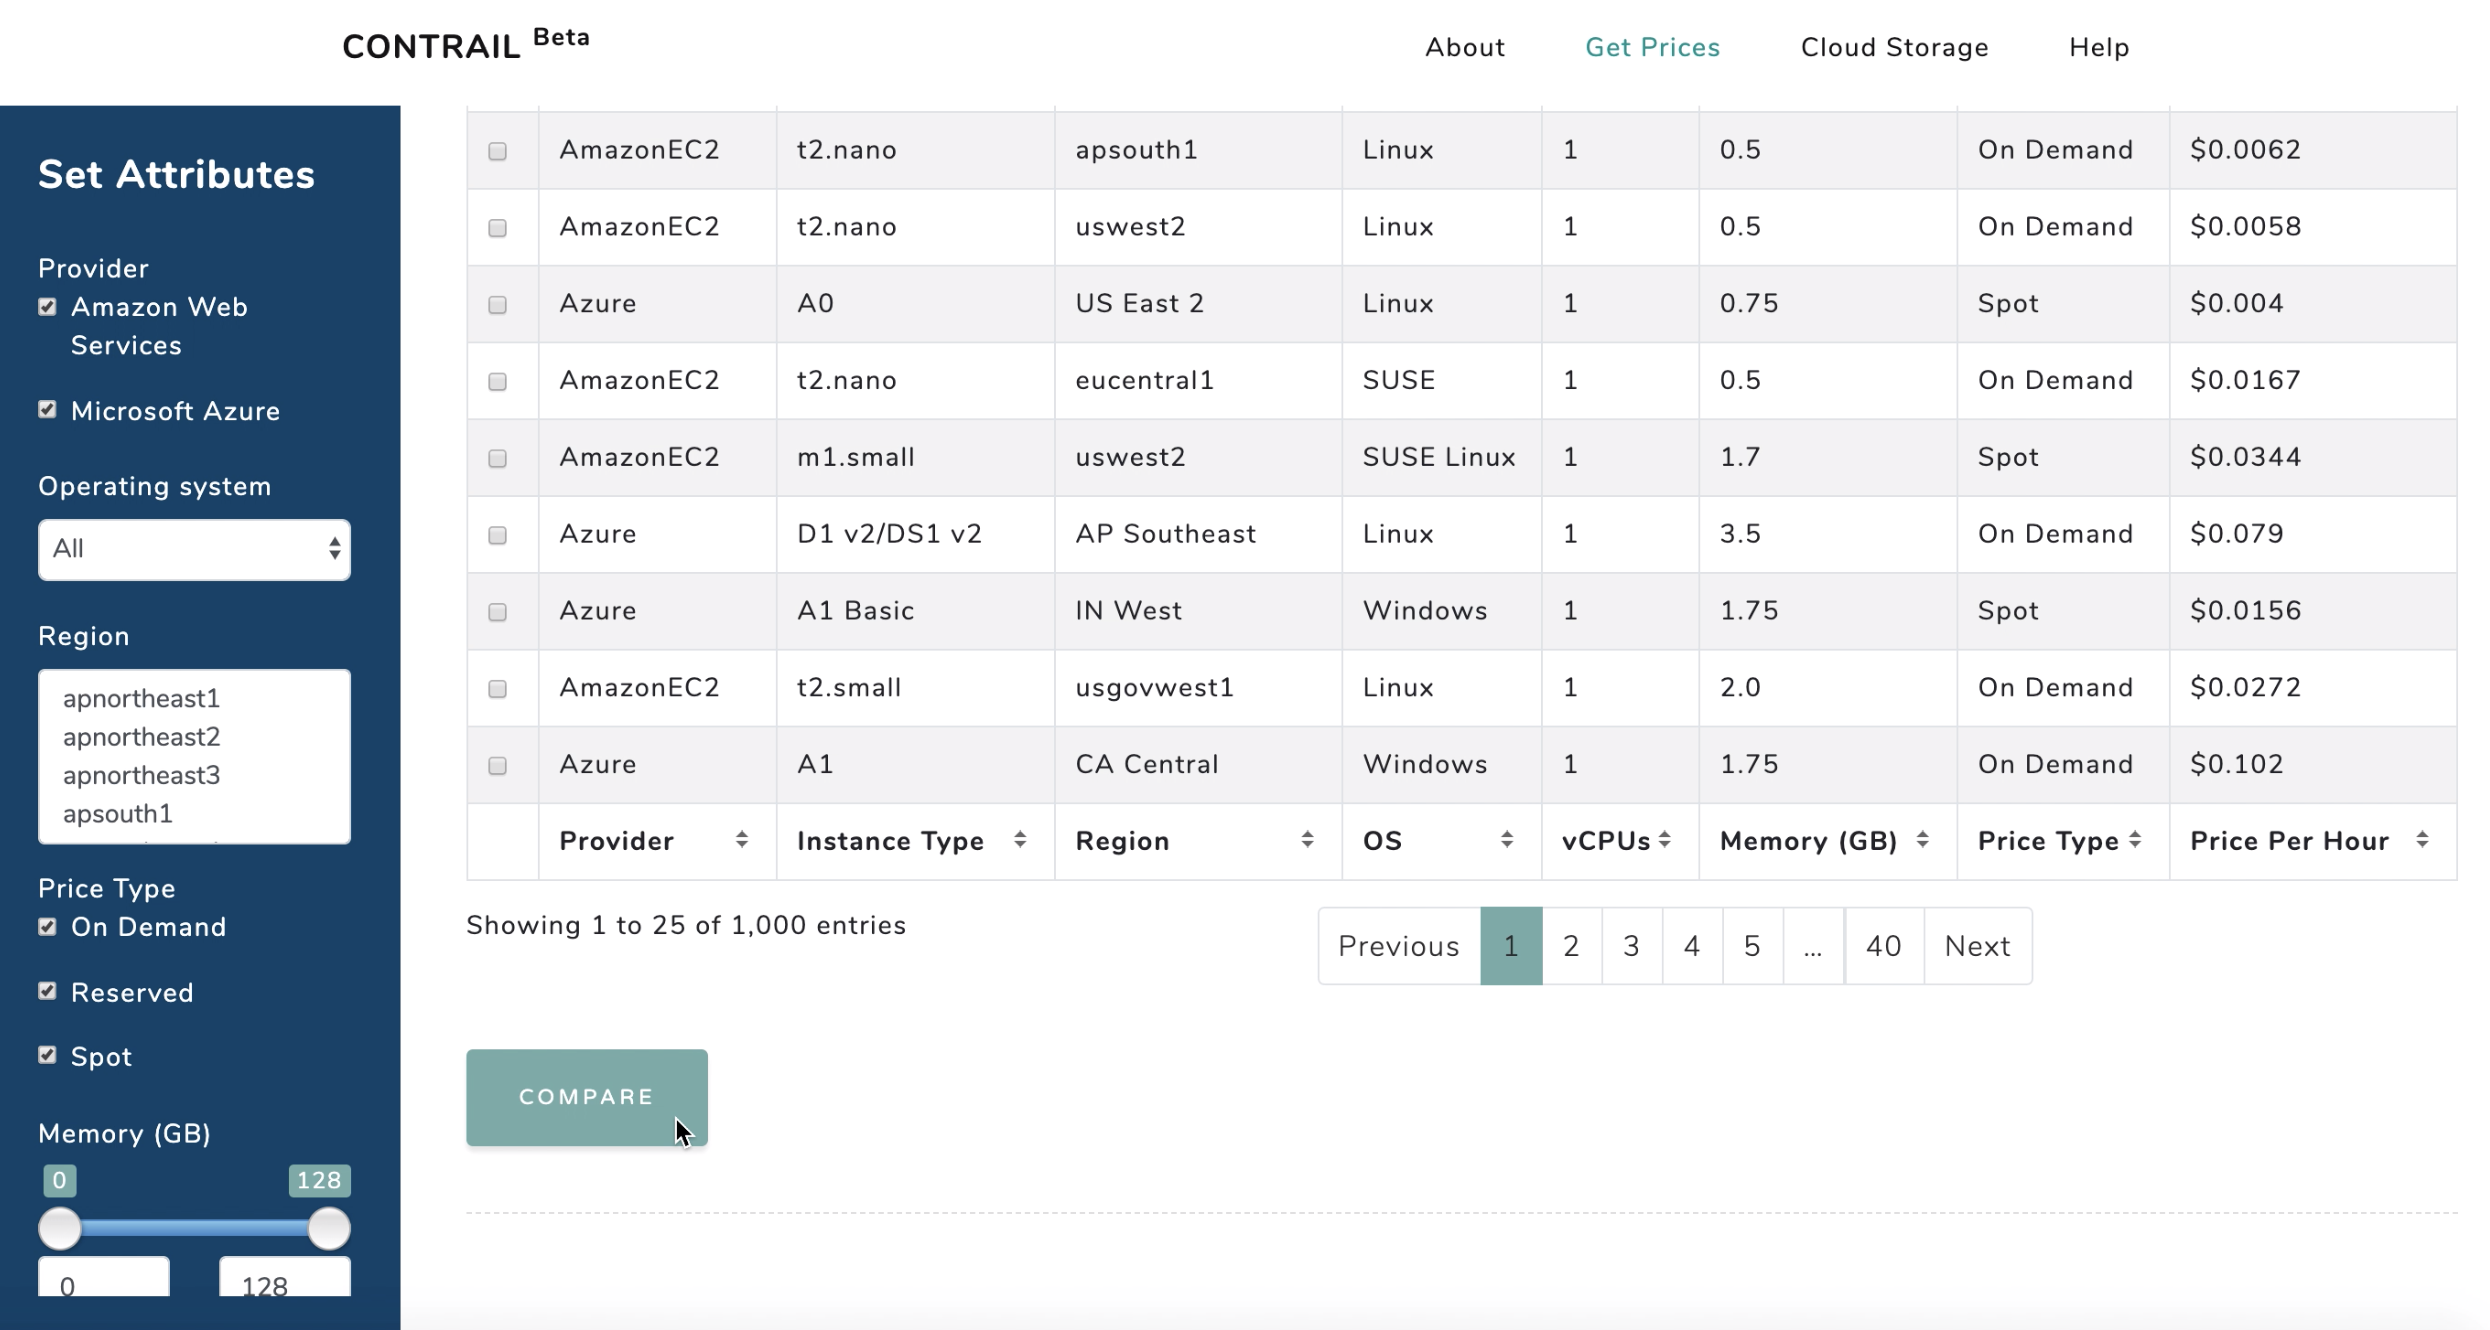 CONTRAIL Beta
About Get Prices Cloud Storage Help
Set Attributes
Provider
Amazon Web
Services
Microsoft Azure
Operating system
All
Region
apnortheast1
apnortheast2
apnortheast3
apsouth1
Price Type
On Demand
Reserved
Spot
Memory (GB)
0 128
0 128
AmazonEC2 t2.nano apsouth1 Linux 1 0.5 On Demand $0.0062
AmazonEC2 t2.nano uswest2 Linux 1 0.5 On Demand $0.0058
Azure A0 US East 2 Linux 1 0.75 Spot $0.004
AmazonEC2 t2.nano eucentral1 SUSE 1 0.5 On Demand $0.0167
AmazonEC2 m1.small uswest2 SUSE Linux 1 1.7 Spot $0.0344
Azure D1 v2/DS1 v2 AP Southeast Linux 1 3.5 On Demand $0.079
Azure A1 Basic IN West Windows 1 1.75 Spot $0.0156
AmazonEC2 t2.small usgovwest1 Linux 1 2.0 On Demand $0.0272
Azure A1 CA Central Windows 1 1.75 On Demand $0.102
Provider Instance Type Region OS vCPUs Memory (GB) Price Type Price Per Hour
Showing 1 to 25 of 1,000 entries
Previous 1 2 3 4 5 ... 40 Next
COMPARE